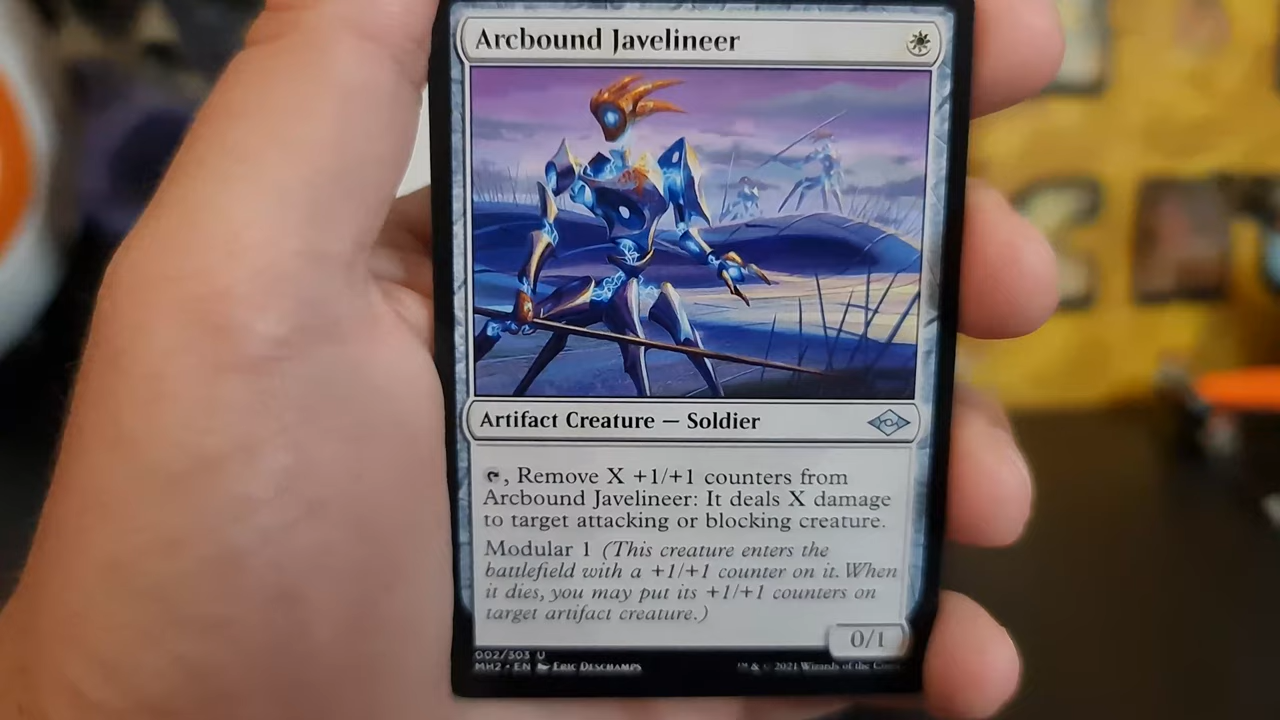 Arcbound Javelineer
Artifact Creature — Soldier
, Remove X +1/+1 counters from
Arcbound Javelineer: It deals X damage
to target attacking or blocking creature.
Modular 1 (This creature enters the
battlefield with a +1/+1 counter on it. When
it dies, you may put its +1/+1 counters on
target artifact creature.)
0/1
002/303 U
MH2 • EN Eric Deschamps
™ & © 2021 Wizards of the Coast